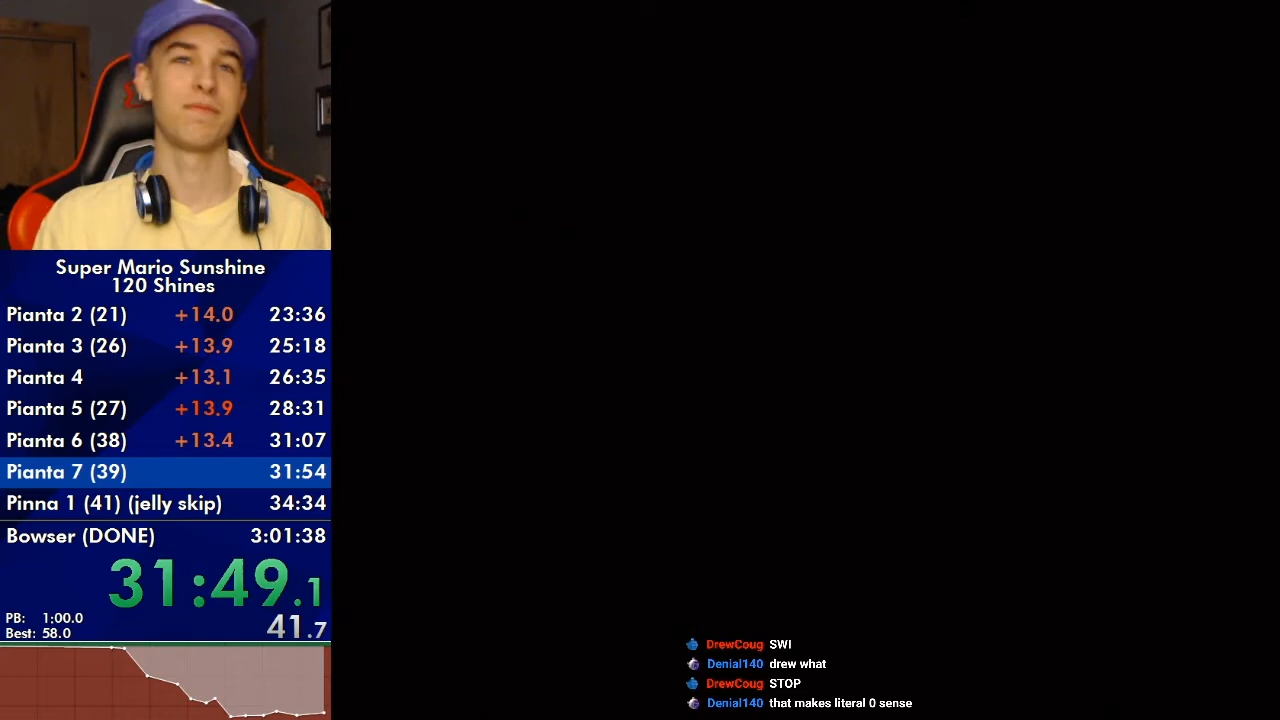 Super Mario Sunshine
120 Shines
Pianta 2 (21) +14.0 23:36
Pianta 3 (26) +13.9 25:18
Pianta 4 +13.1 26:35
Pianta 5 (27) +13.9 28:31
Pianta 6 (38) +13.4 31:07
Pianta 7 (39) 31:54
Pinna 1 (41) (jelly skip) 34:34
Bowser (DONE) 3:01:38
31:49.1
PB: 1:00.0
Best: 58.0
41.7
DrewCoug SWI
Denial140 drew what
DrewCoug STOP
Denial140 that makes literal 0 sense